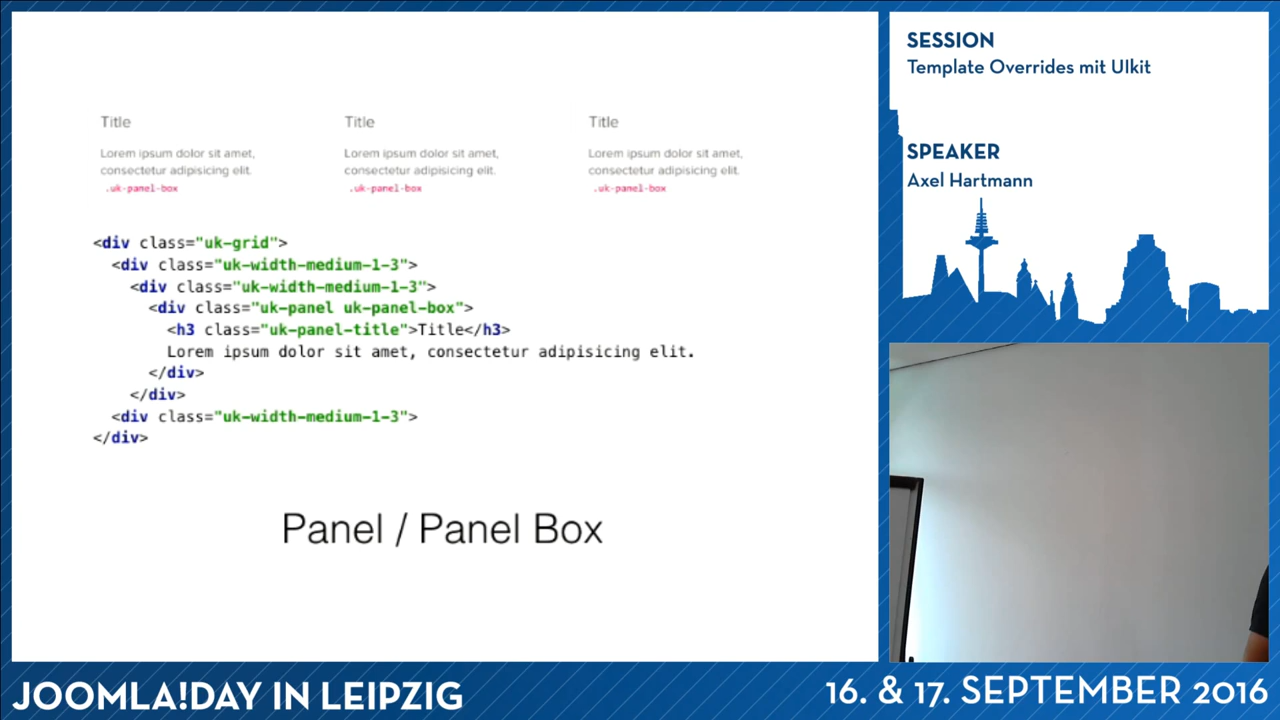 Title
Lorem ipsum dolor sit amet,
consectetur adipisicing elit.
.uk-panel-box
Title
Lorem ipsum dolor sit amet,
consectetur adipisicing elit.
.uk-panel-box
Title
Lorem ipsum dolor sit amet,
consectetur adipisicing elit.
.uk-panel-box
<div class="uk-grid">
<div class="uk-width-medium-1-3">
<div class="uk-width-medium-1-3">
<div class="uk-panel uk-panel-box">
<h3 class="uk-panel-title">Title</h3>
Lorem ipsum dolor sit amet, consectetur adipisicing elit.
</div>
</div>
<div class="uk-width-medium-1-3">
</div>
Panel / Panel Box
SESSION
Template Overrides mit UIkit
SPEAKER
Axel Hartmann
JOOMLA!DAY IN LEIPZIG
16. & 17. SEPTEMBER 2016